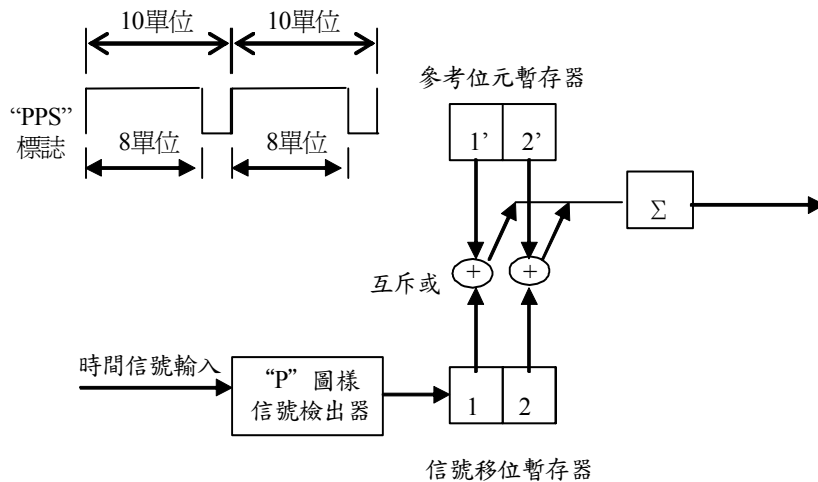 10單位 10單位
“PPS”
標誌
8單位 8單位
參考位元暫存器
1’ 2’
Σ
+ +
互斥或
時間信號輸入
“P”圖樣
信號檢出器
1 2
信號移位暫存器